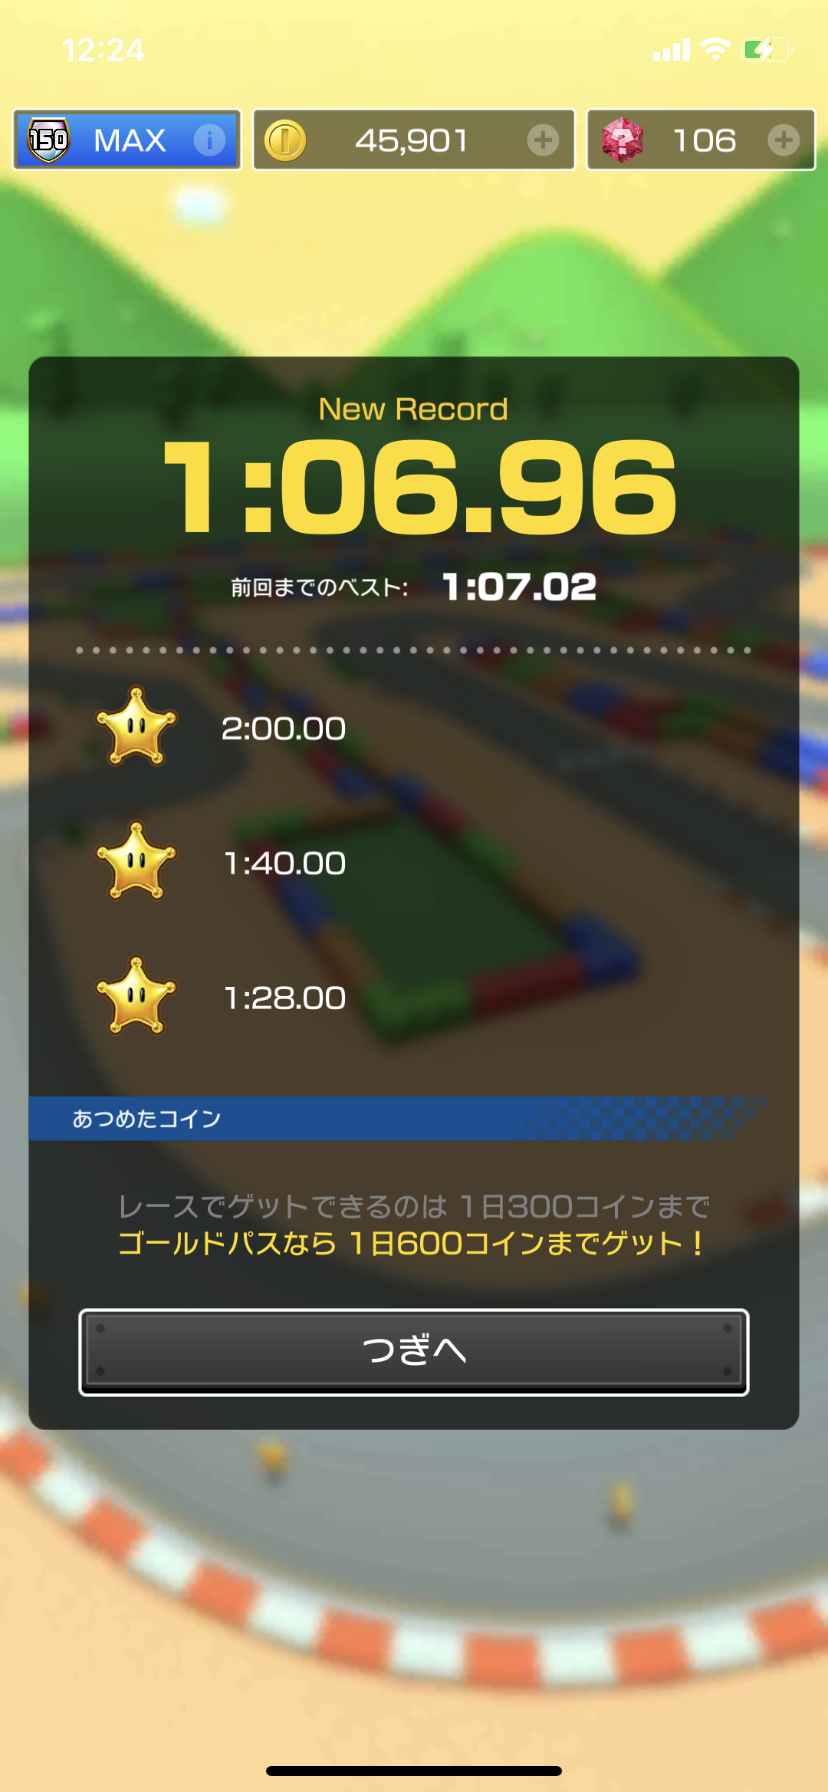 12:24
150 MAX i 45,901 + ? 106 +
New Record
1:06.96
前回までのベスト: 1:07.02
2:00.00
1:40.00
1:28.00
あつめたコイン
レースでゲットできるのは 1日300コインまで
ゴールドパスなら 1日600コインまでゲット！
つぎへ